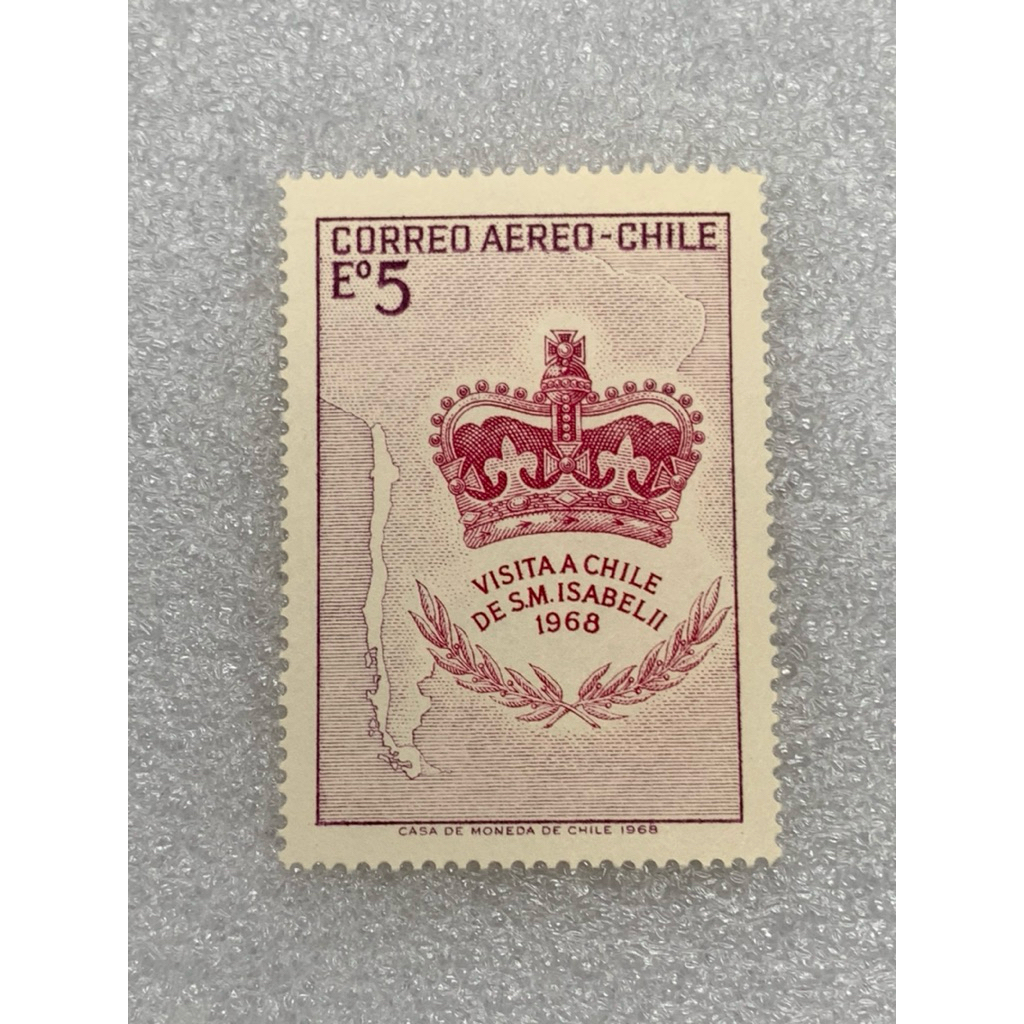 CORREO AEREO-CHILE
Eº5
VISITA A CHILE
DE S.M. ISABEL II
1968
CASA DE MONEDA DE CHILE 1968